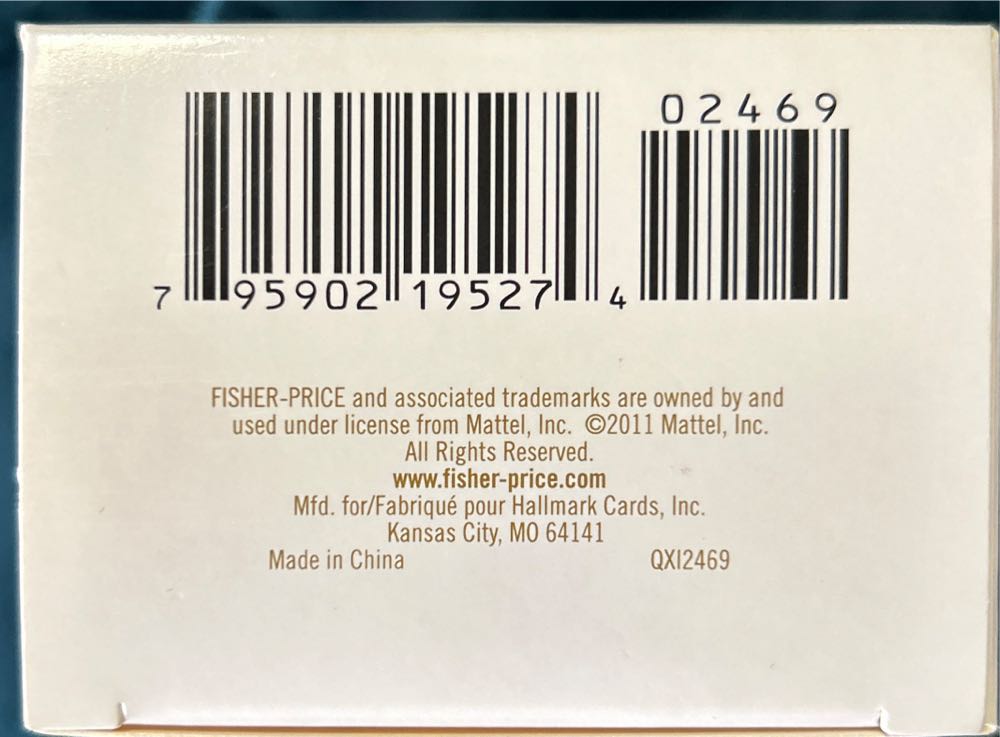 02469
7 95902 19527 4
FISHER-PRICE and associated trademarks are owned by and
used under license from Mattel, Inc. ©2011 Mattel, Inc.
All Rights Reserved.
www.fisher-price.com
Mfd. for/Fabriqué pour Hallmark Cards, Inc.
Kansas City, MO 64141
Made in China QXI2469